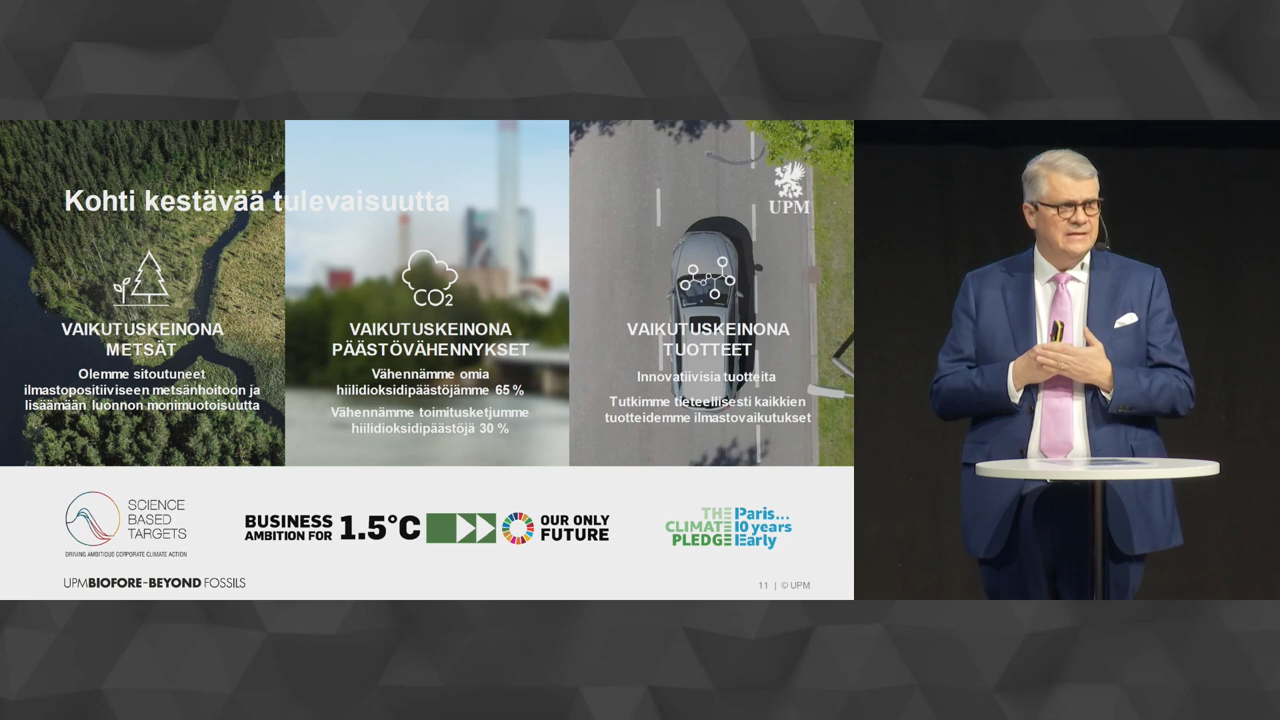 Kohti kestävää tulevaisuutta
UPM
VAIKUTUSKEINONA
METSÄT
Olemme sitoutuneet
ilmastopositiiviseen metsänhoitoon ja
lisäämään luonnon monimuotoisuutta
CO2
VAIKUTUSKEINONA
PÄÄSTÖVÄHENNYKSET
Vähennämme omia
hiilidioksidipäästöjämme 65 %
Vähennämme toimitusketjumme
hiilidioksidipäästöjä 30 %
VAIKUTUSKEINONA
TUOTTEET
Innovatiivisia tuotteita
Tutkimme tieteellisesti kaikkien
tuotteidemme ilmastovaikutukset
SCIENCE
BASED
TARGETS
DRIVING AMBITIOUS CORPORATE CLIMATE ACTION
BUSINESS
AMBITION FOR
1.5°C
OUR ONLY
FUTURE
THE
CLIMATE
PLEDGE
Paris...
10 years
Early
UPM BIOFORE-BEYOND FOSSILS
11 | © UPM